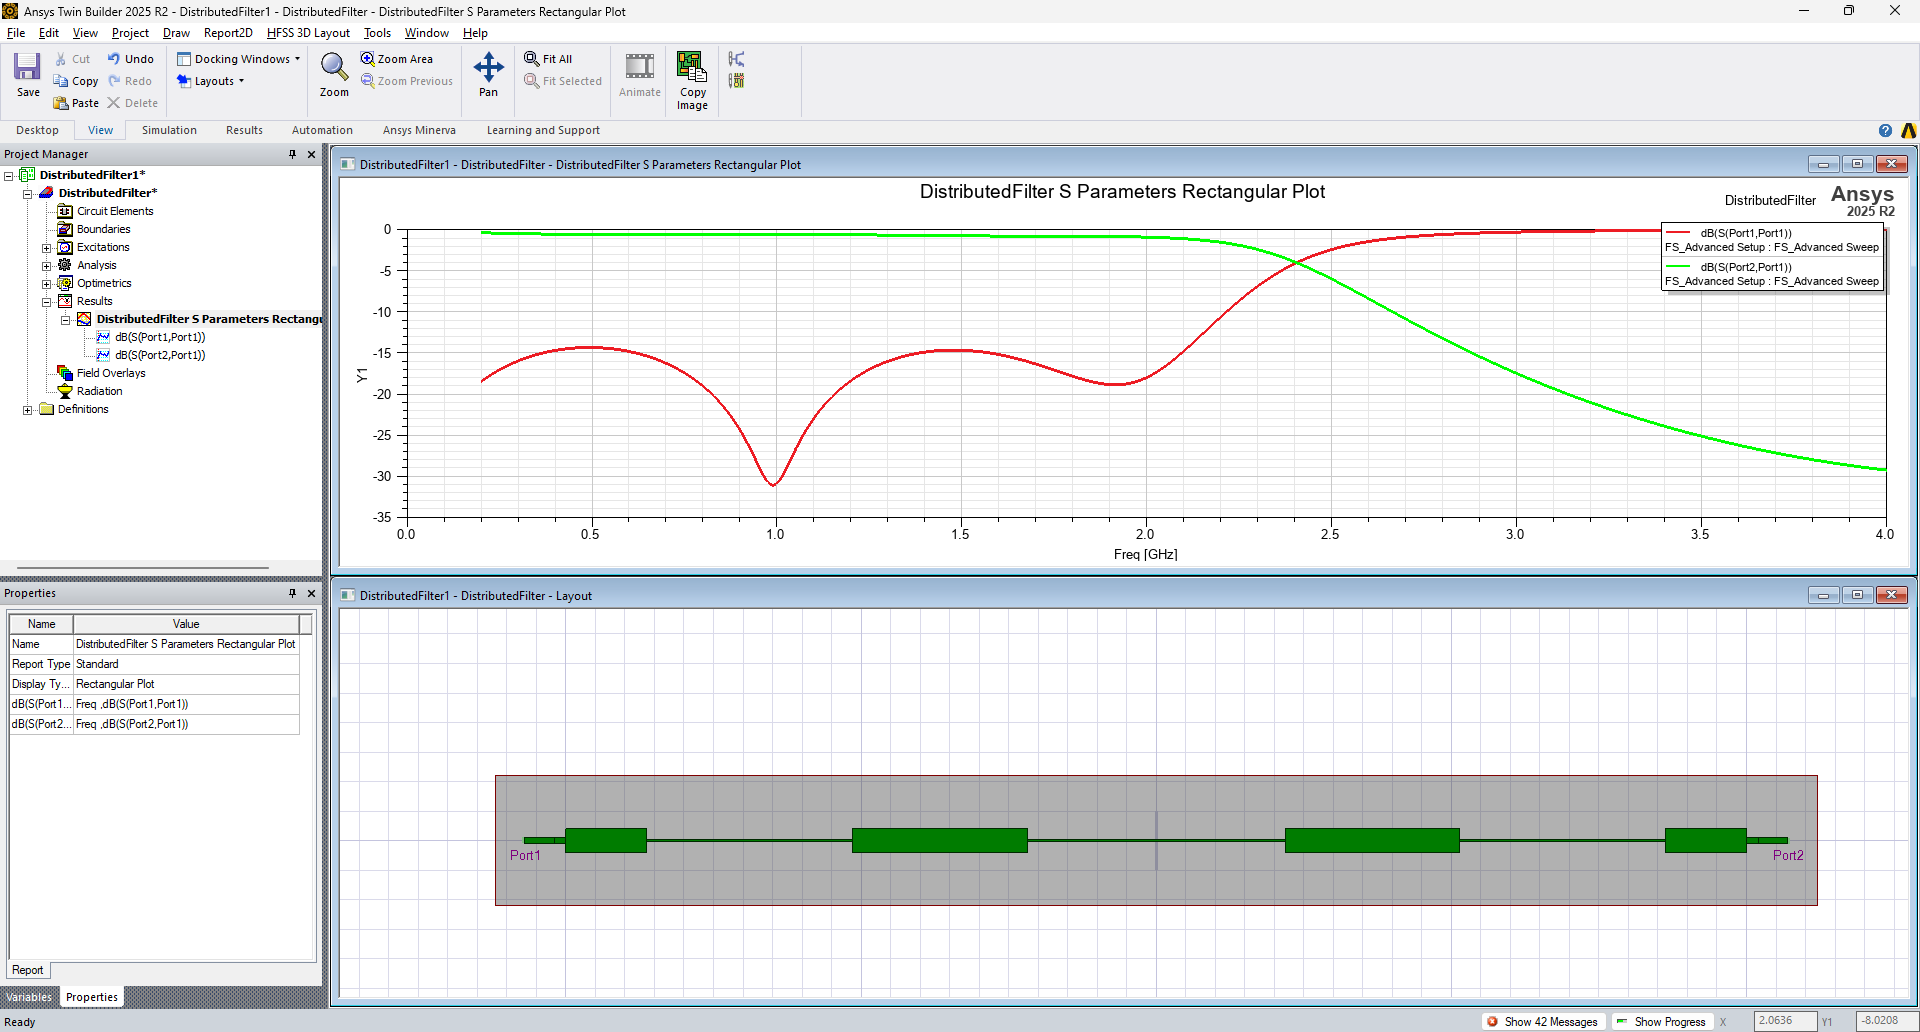 Ansys Twin Builder 2025 R2 - DistributedFilter1 - DistributedFilter - DistributedFilter S Parameters Rectangular Plot
File Edit View Project Draw Report2D HFSS 3D Layout Tools Window Help
Save
Cut
Copy
Paste
Undo
Redo
Delete
Docking Windows
Layouts
Zoom
Zoom Area
Zoom Previous
Pan
Fit All
Fit Selected
Animate
Copy
Image
Desktop View Simulation Results Automation Ansys Minerva Learning and Support
Project Manager
DistributedFilter1*
DistributedFilter*
Circuit Elements
Boundaries
Excitations
Analysis
Optimetrics
Results
DistributedFilter S Parameters Rectangu
dB(S(Port1,Port1))
dB(S(Port2,Port1))
Field Overlays
Radiation
Definitions
Properties
Name Value
Name DistributedFilter S Parameters Rectangular Plot
Report Type Standard
Display Ty... Rectangular Plot
dB(S(Port1... Freq ,dB(S(Port1,Port1))
dB(S(Port2... Freq ,dB(S(Port2,Port1))
Report
Variables Properties
DistributedFilter1 - DistributedFilter - DistributedFilter S Parameters Rectangular Plot
DistributedFilter S Parameters Rectangular Plot
DistributedFilter
Ansys
2025 R2
dB(S(Port1,Port1))
FS_Advanced Setup : FS_Advanced Sweep
dB(S(Port2,Port1))
FS_Advanced Setup : FS_Advanced Sweep
0
-5
-10
-15
-20
-25
-30
-35
Y1
0.0 0.5 1.0 1.5 2.0 2.5 3.0 3.5 4.0
Freq [GHz]
DistributedFilter1 - DistributedFilter - Layout
Port1
Port2
Ready
Show 42 Messages
Show Progress
X 2.0636
Y1 -8.0208